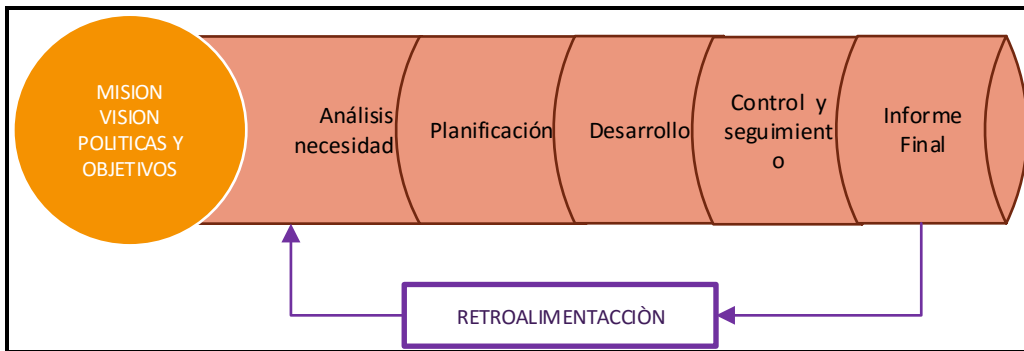 MISION
VISION
POLITICAS Y
OBJETIVOS
Análisis
necesidad
Planificación
Desarrollo
Control y
seguimient
o
Informe
Final
RETROALIMENTACCIÒN